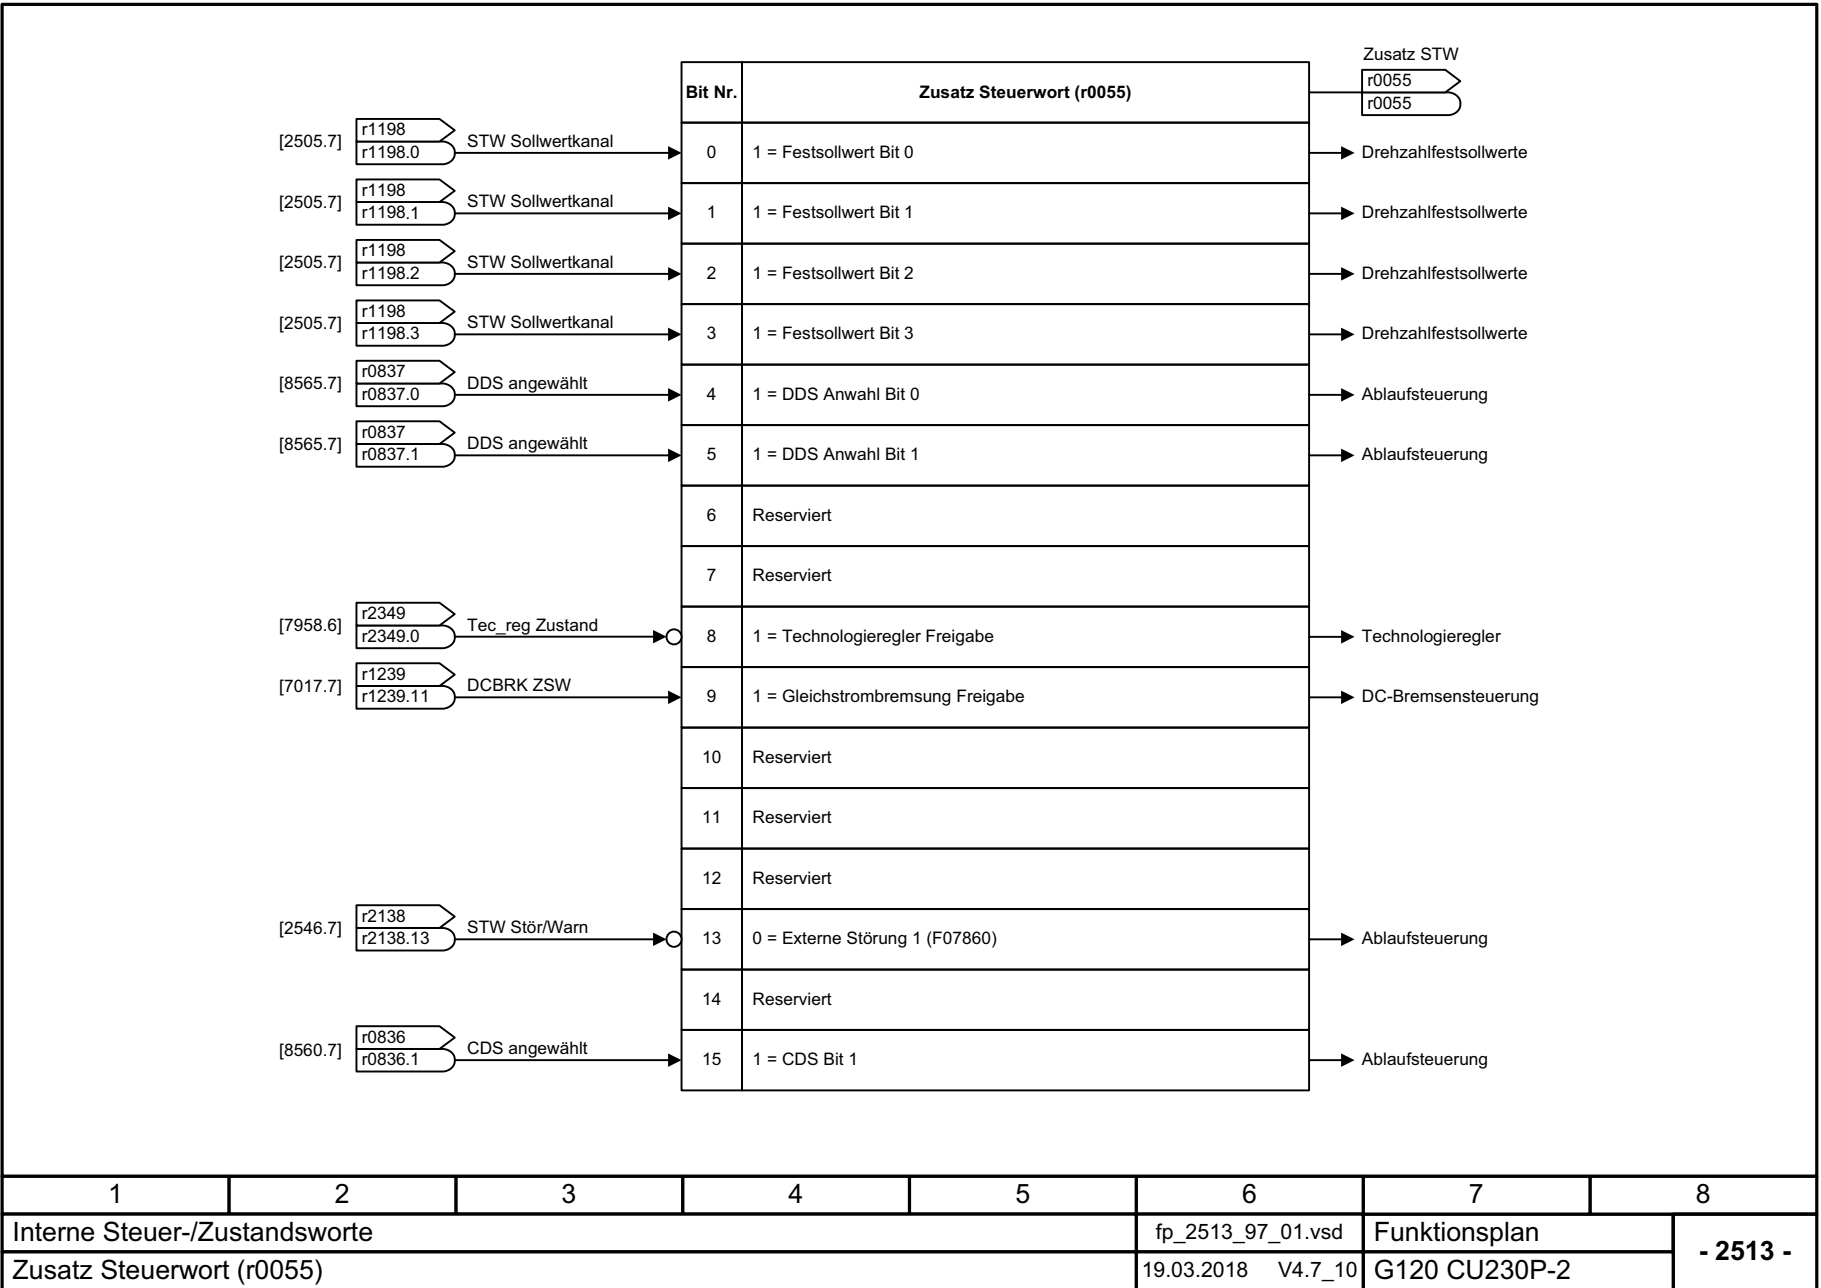 Zusatz STW
r0055
r0055
Bit Nr. Zusatz Steuerwort (r0055)
[2505.7] r1198 r1198.0 STW Sollwertkanal 0 1 = Festsollwert Bit 0 Drehzahlfestsollwerte
[2505.7] r1198 r1198.1 STW Sollwertkanal 1 1 = Festsollwert Bit 1 Drehzahlfestsollwerte
[2505.7] r1198 r1198.2 STW Sollwertkanal 2 1 = Festsollwert Bit 2 Drehzahlfestsollwerte
[2505.7] r1198 r1198.3 STW Sollwertkanal 3 1 = Festsollwert Bit 3 Drehzahlfestsollwerte
[8565.7] r0837 r0837.0 DDS angewählt 4 1 = DDS Anwahl Bit 0 Ablaufsteuerung
[8565.7] r0837 r0837.1 DDS angewählt 5 1 = DDS Anwahl Bit 1 Ablaufsteuerung
6 Reserviert
7 Reserviert
[7958.6] r2349 r2349.0 Tec_reg Zustand 8 1 = Technologieregler Freigabe Technologieregler
[7017.7] r1239 r1239.11 DCBRK ZSW 9 1 = Gleichstrombremsung Freigabe DC-Bremsensteuerung
10 Reserviert
11 Reserviert
12 Reserviert
[2546.7] r2138 r2138.13 STW Stör/Warn 13 0 = Externe Störung 1 (F07860) Ablaufsteuerung
14 Reserviert
[8560.7] r0836 r0836.1 CDS angewählt 15 1 = CDS Bit 1 Ablaufsteuerung
1 2 3 4 5 6 7 8
Interne Steuer-/Zustandsworte fp_2513_97_01.vsd Funktionsplan - 2513 -
Zusatz Steuerwort (r0055) 19.03.2018 V4.7_10 G120 CU230P-2